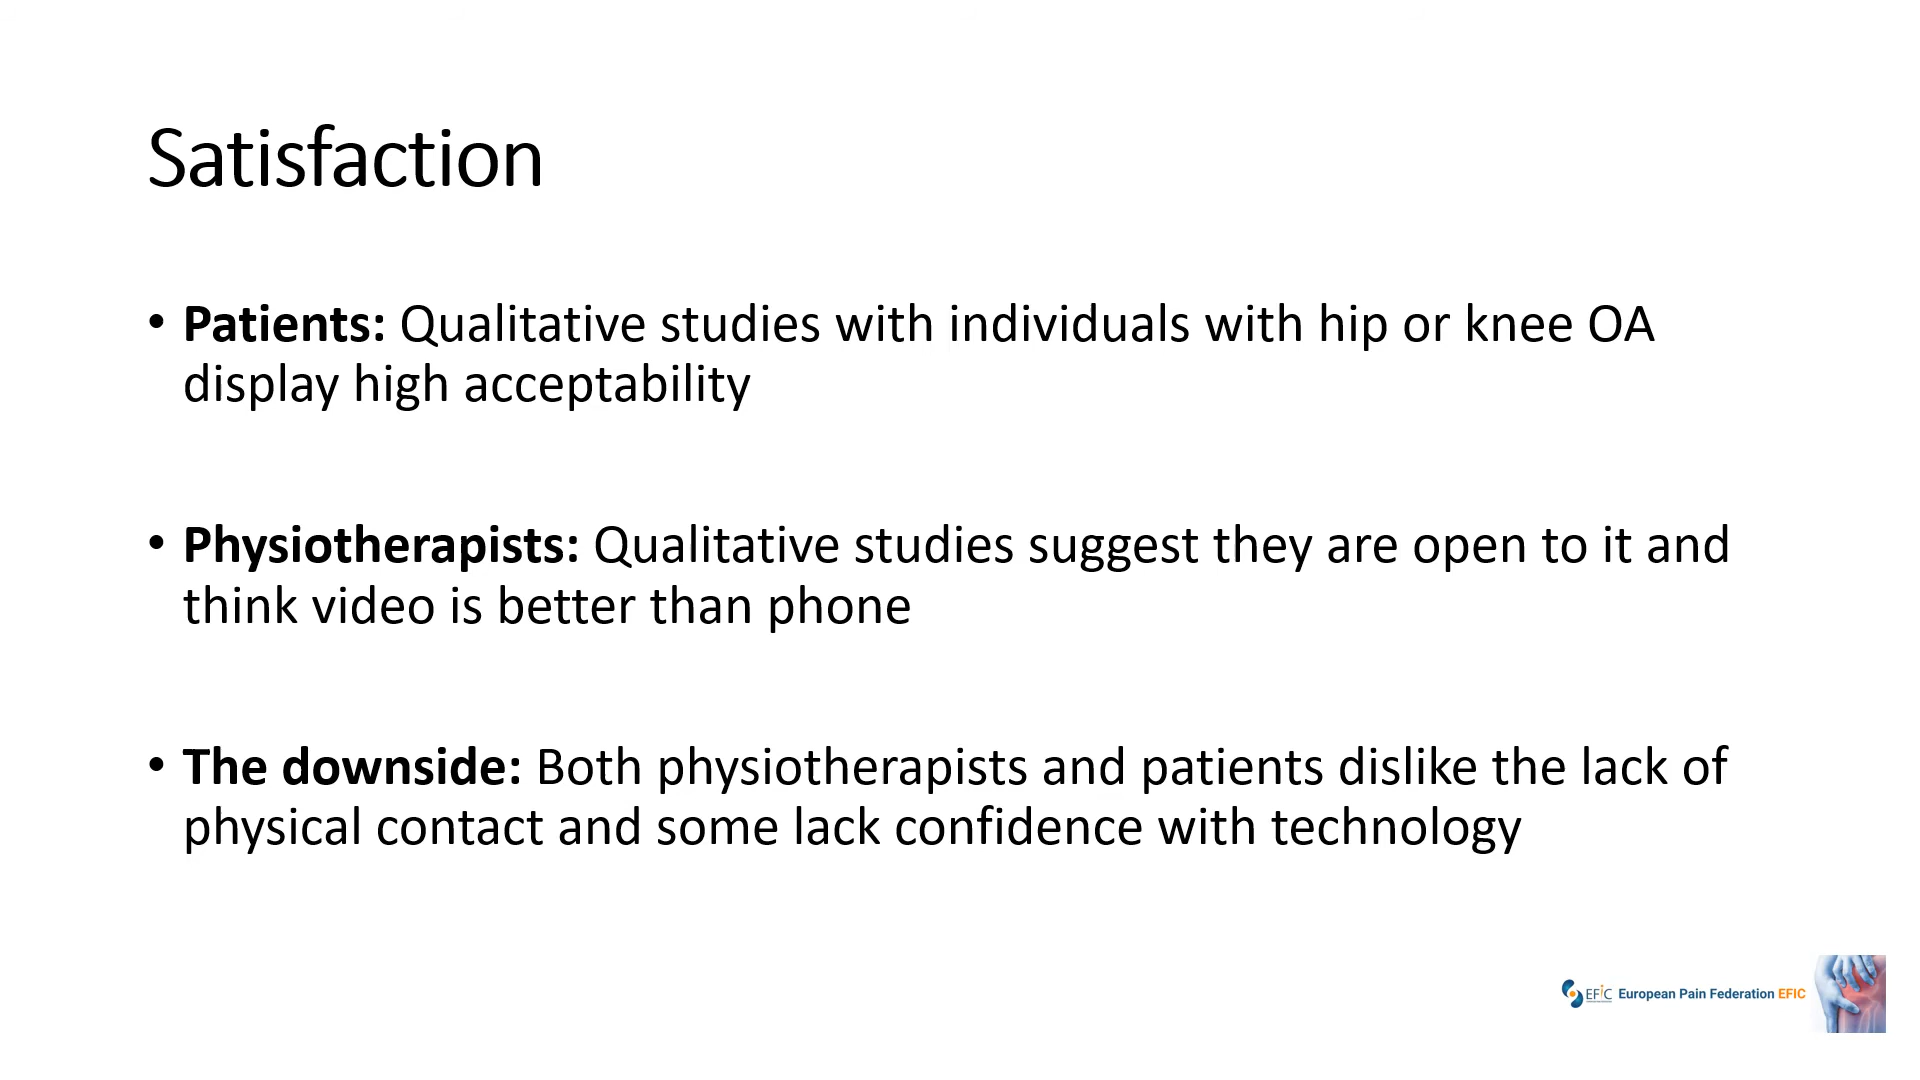 Satisfaction
• Patients: Qualitative studies with individuals with hip or knee OA
display high acceptability
• Physiotherapists: Qualitative studies suggest they are open to it and
think video is better than phone
• The downside: Both physiotherapists and patients dislike the lack of
physical contact and some lack confidence with technology
EFIC European Pain Federation EFIC